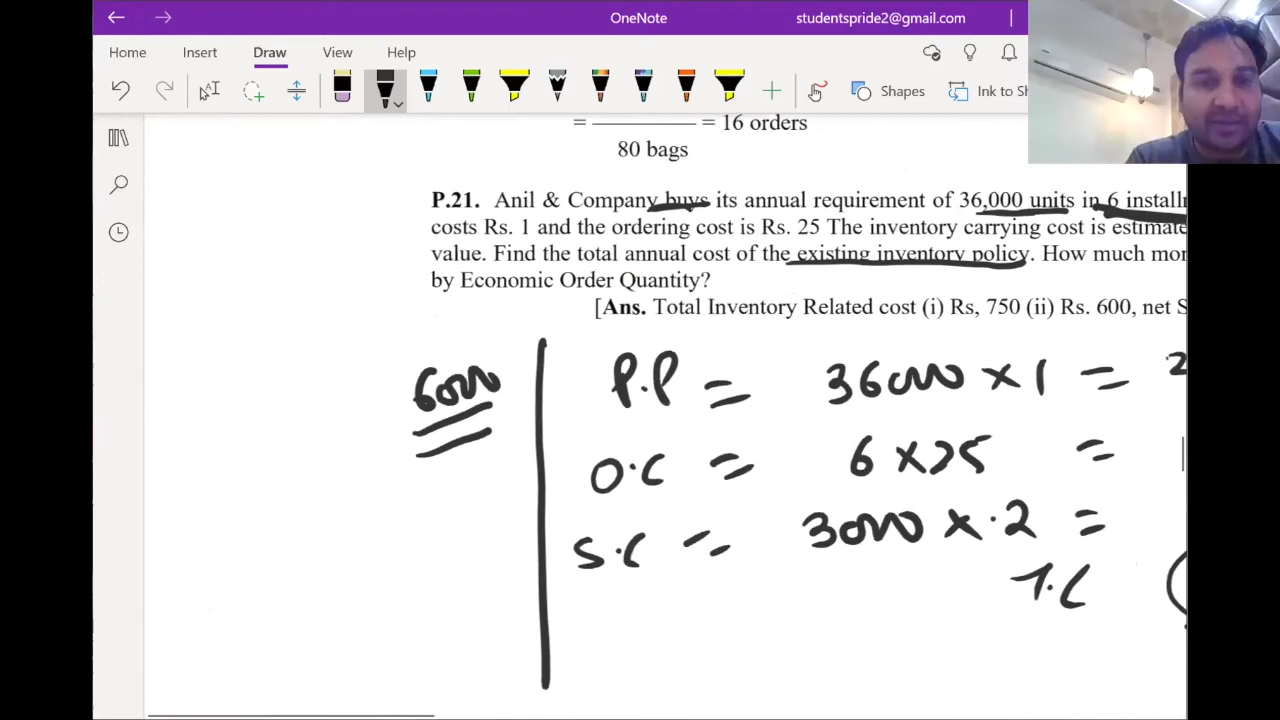 OneNote
studentspride2@gmail.com
Home Insert Draw View Help
Shapes Ink to Sh
= ——— = 16 orders
80 bags
P.21. Anil & Company buys its annual requirement of 36,000 units in 6 install
costs Rs. 1 and the ordering cost is Rs. 25 The inventory carrying cost is estimate
value. Find the total annual cost of the existing inventory policy. How much mor
by Economic Order Quantity?
[Ans. Total Inventory Related cost (i) Rs, 750 (ii) Rs. 600, net S
6000
P.P = 36000 × 1 =
O.C = 6 × 25 =
S.C = 3000 × .2 =
T.C